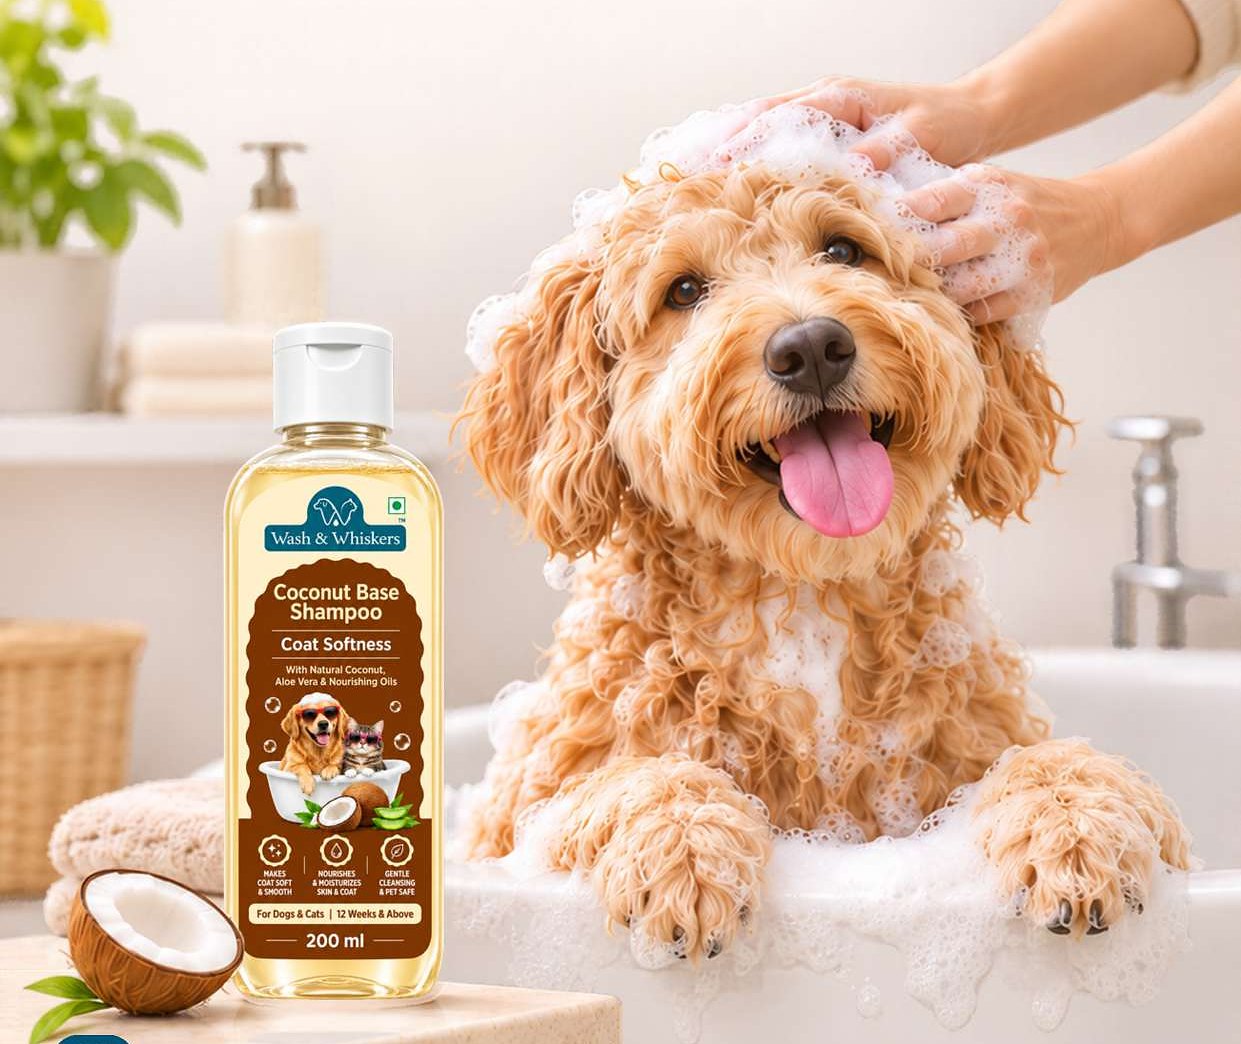 TM
Wash & Whiskers
Coconut Base
Shampoo
Coat Softness
With Natural Coconut,
Aloe Vera & Nourishing Oils
MAKES
COAT SOFT
& SMOOTH
NOURISHES
& MOISTURIZES
SKIN & COAT
GENTLE
CLEANSING
& PET SAFE
For Dogs & Cats | 12 Weeks & Above
200 ml